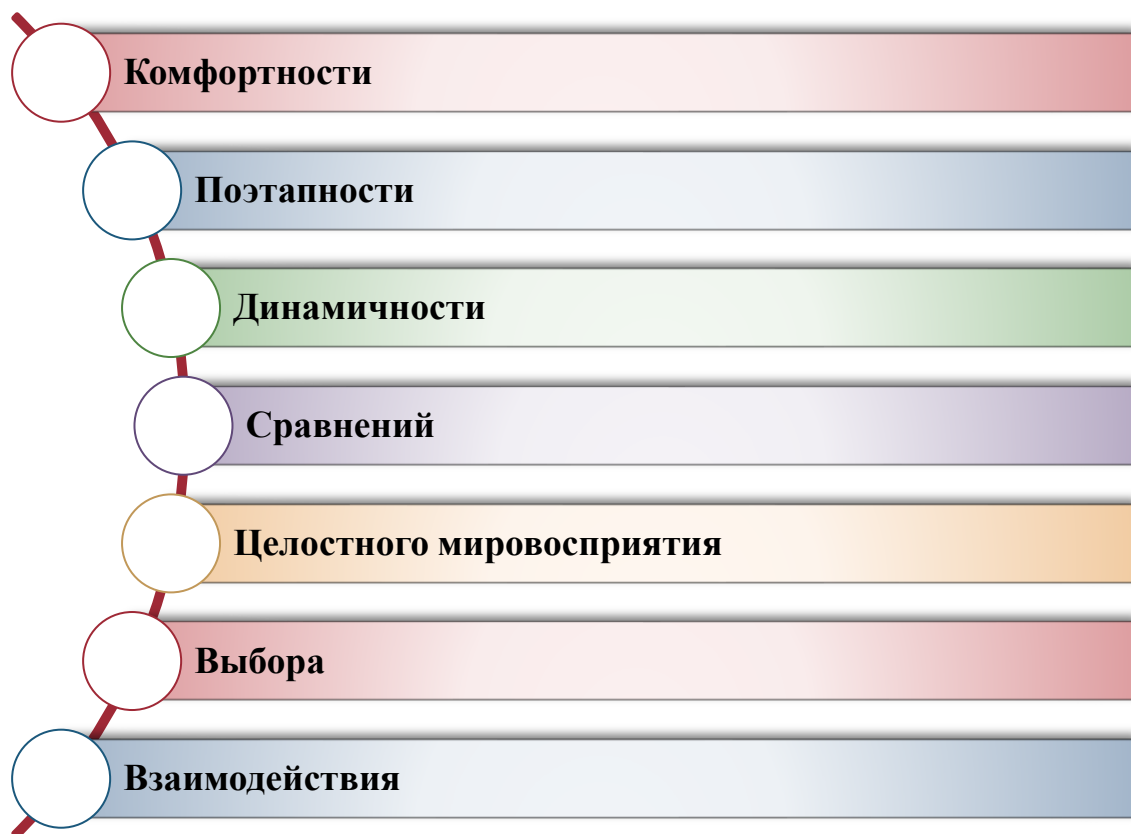 Комфортности
Поэтапности
Динамичности
Сравнений
Целостного мировосприятия
Выбора
Взаимодействия